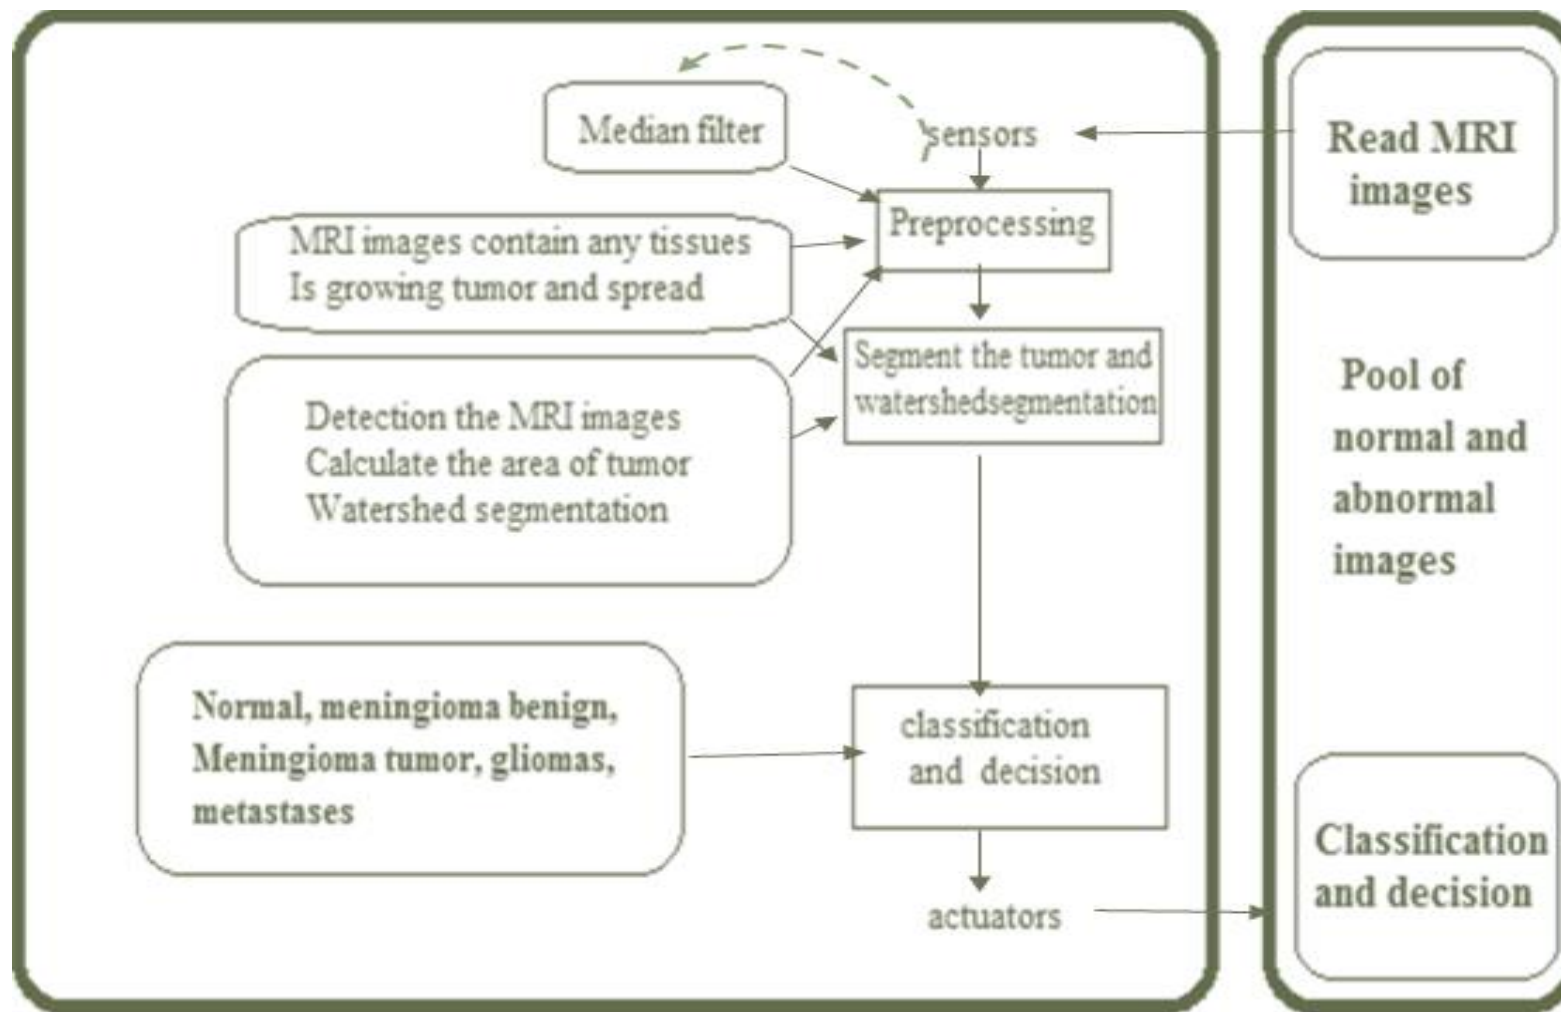 Median filter
sensors
Preprocessing
MRI images contain any tissues
Is growing tumor and spread
Segment the tumor and
watershedsegmentation
Detection the MRI images
Calculate the area of tumor
Watershed segmentation
Normal, meningioma benign,
Meningioma tumor, gliomas,
metastases
classification
and decision
actuators
Read MRI
images
Pool of
normal and
abnormal
images
Classification
and decision